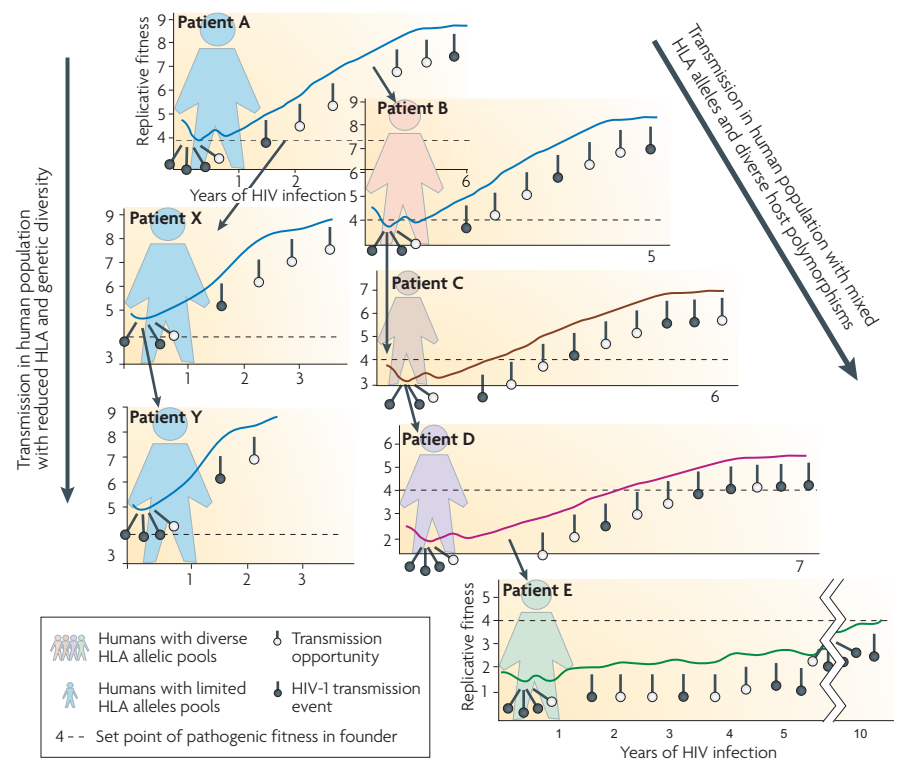 Patient A
Replicative fitness
9
8
7
6
5
4
1
2
6
Years of HIV infection
Transmission in human population
with reduced HLA and genetic diversity
Transmission in human population with mixed
HLA alleles and diverse host polymorphisms
Patient B
9
8
7
6
5
4
5
Patient X
9
8
7
6
5
3
1
2
3
Patient C
7
6
5
4
3
6
Patient Y
9
8
7
6
5
3
1
2
3
Patient D
6
5
4
3
2
7
Patient E
Replicative fitness
5
4
3
2
1
1
2
3
4
5
10
Years of HIV infection
Humans with diverse
HLA allelic pools
Transmission
opportunity
Humans with limited
HLA alleles pools
HIV-1 transmission
event
4 - - Set point of pathogenic fitness in founder